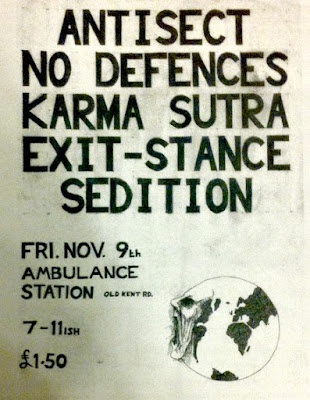 ANTISECT
NO DEFENCES
KARMA SUTRA
EXIT-STANCE
SEDITION
FRI. NOV. 9th
AMBULANCE
STATION OLD KENT RD.
7-11ISH
£1·50